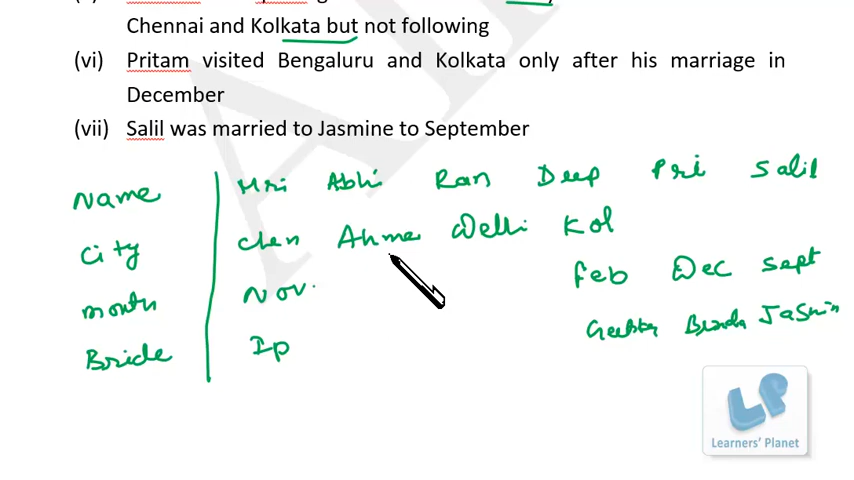 Chennai and Kolkata but not following
(vi) Pritam visited Bengaluru and Kolkata only after his marriage in
December
(vii) Salil was married to Jasmine to September
Name Mri Abhi Ran Deep Pri Salil
City Chen Ahme Delhi Kol
Month Nov. Feb Dec Sept
Bride Ip Jasmin
LP
Learners' Planet